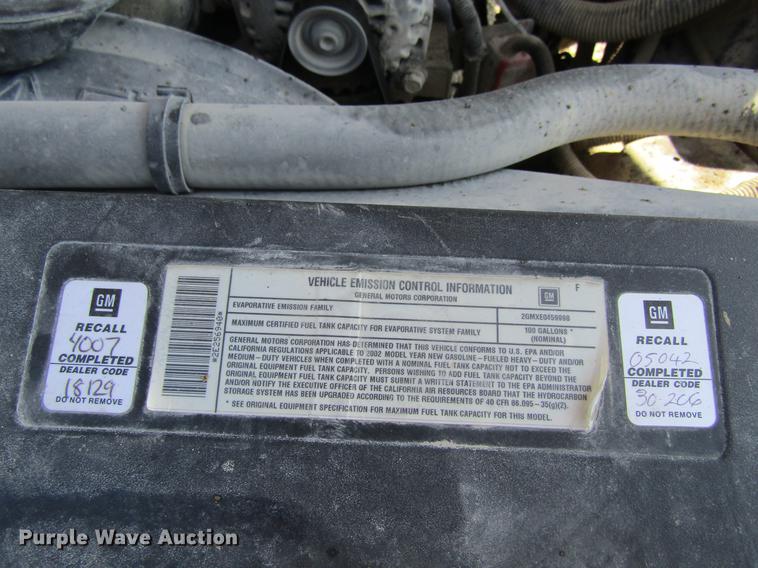 GM
RECALL
4007
COMPLETED
DEALER CODE
18129
DO NOT REMOVE
*2E256940*
VEHICLE EMISSION CONTROL INFORMATION
F
GENERAL MOTORS CORPORATION
GM
EVAPORATIVE EMISSION FAMILY
2GMXE0459998
MAXIMUM CERTIFIED FUEL TANK CAPACITY FOR EVAPORATIVE SYSTEM FAMILY
100 GALLONS *
(NOMINAL)
GENERAL MOTORS CORPORATION HAS DETERMINED THAT THIS VEHICLE CONFORMS TO U.S. EPA AND/OR
CALIFORNIA REGULATIONS APPLICABLE TO 2002 MODEL YEAR NEW GASOLINE - FUELED HEAVY - DUTY AND/OR
MEDIUM - DUTY VEHICLES WHEN COMPLETED WITH A NOMINAL FUEL TANK CAPACITY NOT TO EXCEED THE
ORIGINAL EQUIPMENT FUEL TANK CAPACITY. PERSONS WISHING TO ADD FUEL TANK CAPACITY BEYOND THE
ORIGINAL EQUIPMENT TANK CAPACITY MUST SUBMIT A WRITTEN STATEMENT TO THE EPA ADMINISTRATOR
AND/OR NOTIFY THE EXECUTIVE OFFICER OF THE CALIFORNIA AIR RESOURCES BOARD THAT THE HYDROCARBON
STORAGE SYSTEM HAS BEEN UPGRADED ACCORDING TO THE REQUIREMENTS OF 40 CFR 86.095-35(g)(2).
* SEE ORIGINAL EQUIPMENT SPECIFICATION FOR MAXIMUM FUEL TANK CAPACITY FOR THIS MODEL.
GM
RECALL
05042
COMPLETED
DEALER CODE
30-206
DO NOT REMOVE
Purple Wave Auction